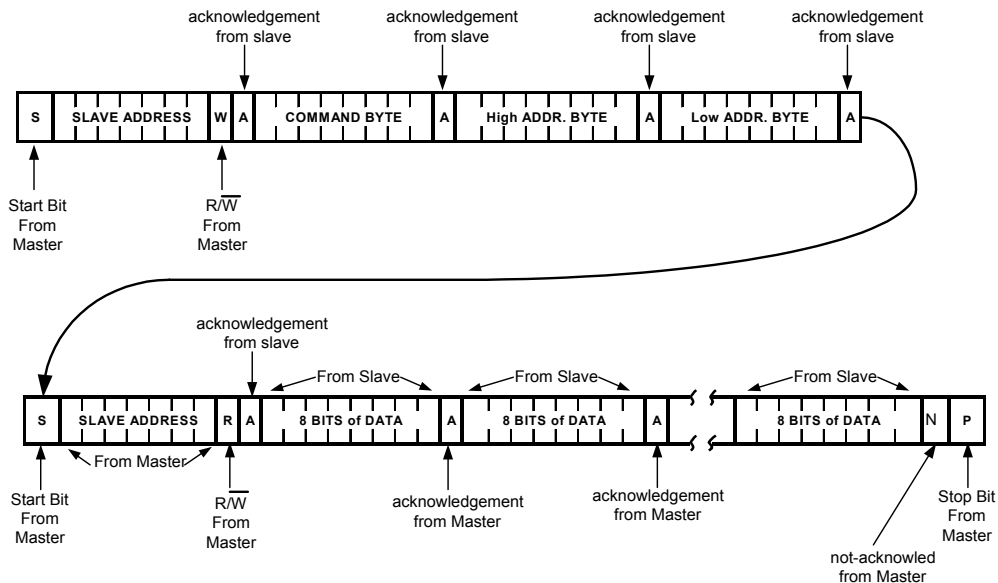 acknowledgement
from slave
acknowledgement
from slave
acknowledgement
from slave
acknowledgement
from slave
S SLAVE ADDRESS W A COMMAND BYTE A High ADDR. BYTE A Low ADDR. BYTE A
Start Bit
From
Master
R/W̅
From
Master
acknowledgement
from slave
From Slave
From Slave
From Slave
S SLAVE ADDRESS R A 8 BITS of DATA A 8 BITS of DATA A 8 BITS of DATA N P
From Master
Start Bit
From
Master
R/W̅
From
Master
acknowledgement
from Master
acknowledgement
from Master
Stop Bit
From
Master
not-acknowled
from Master